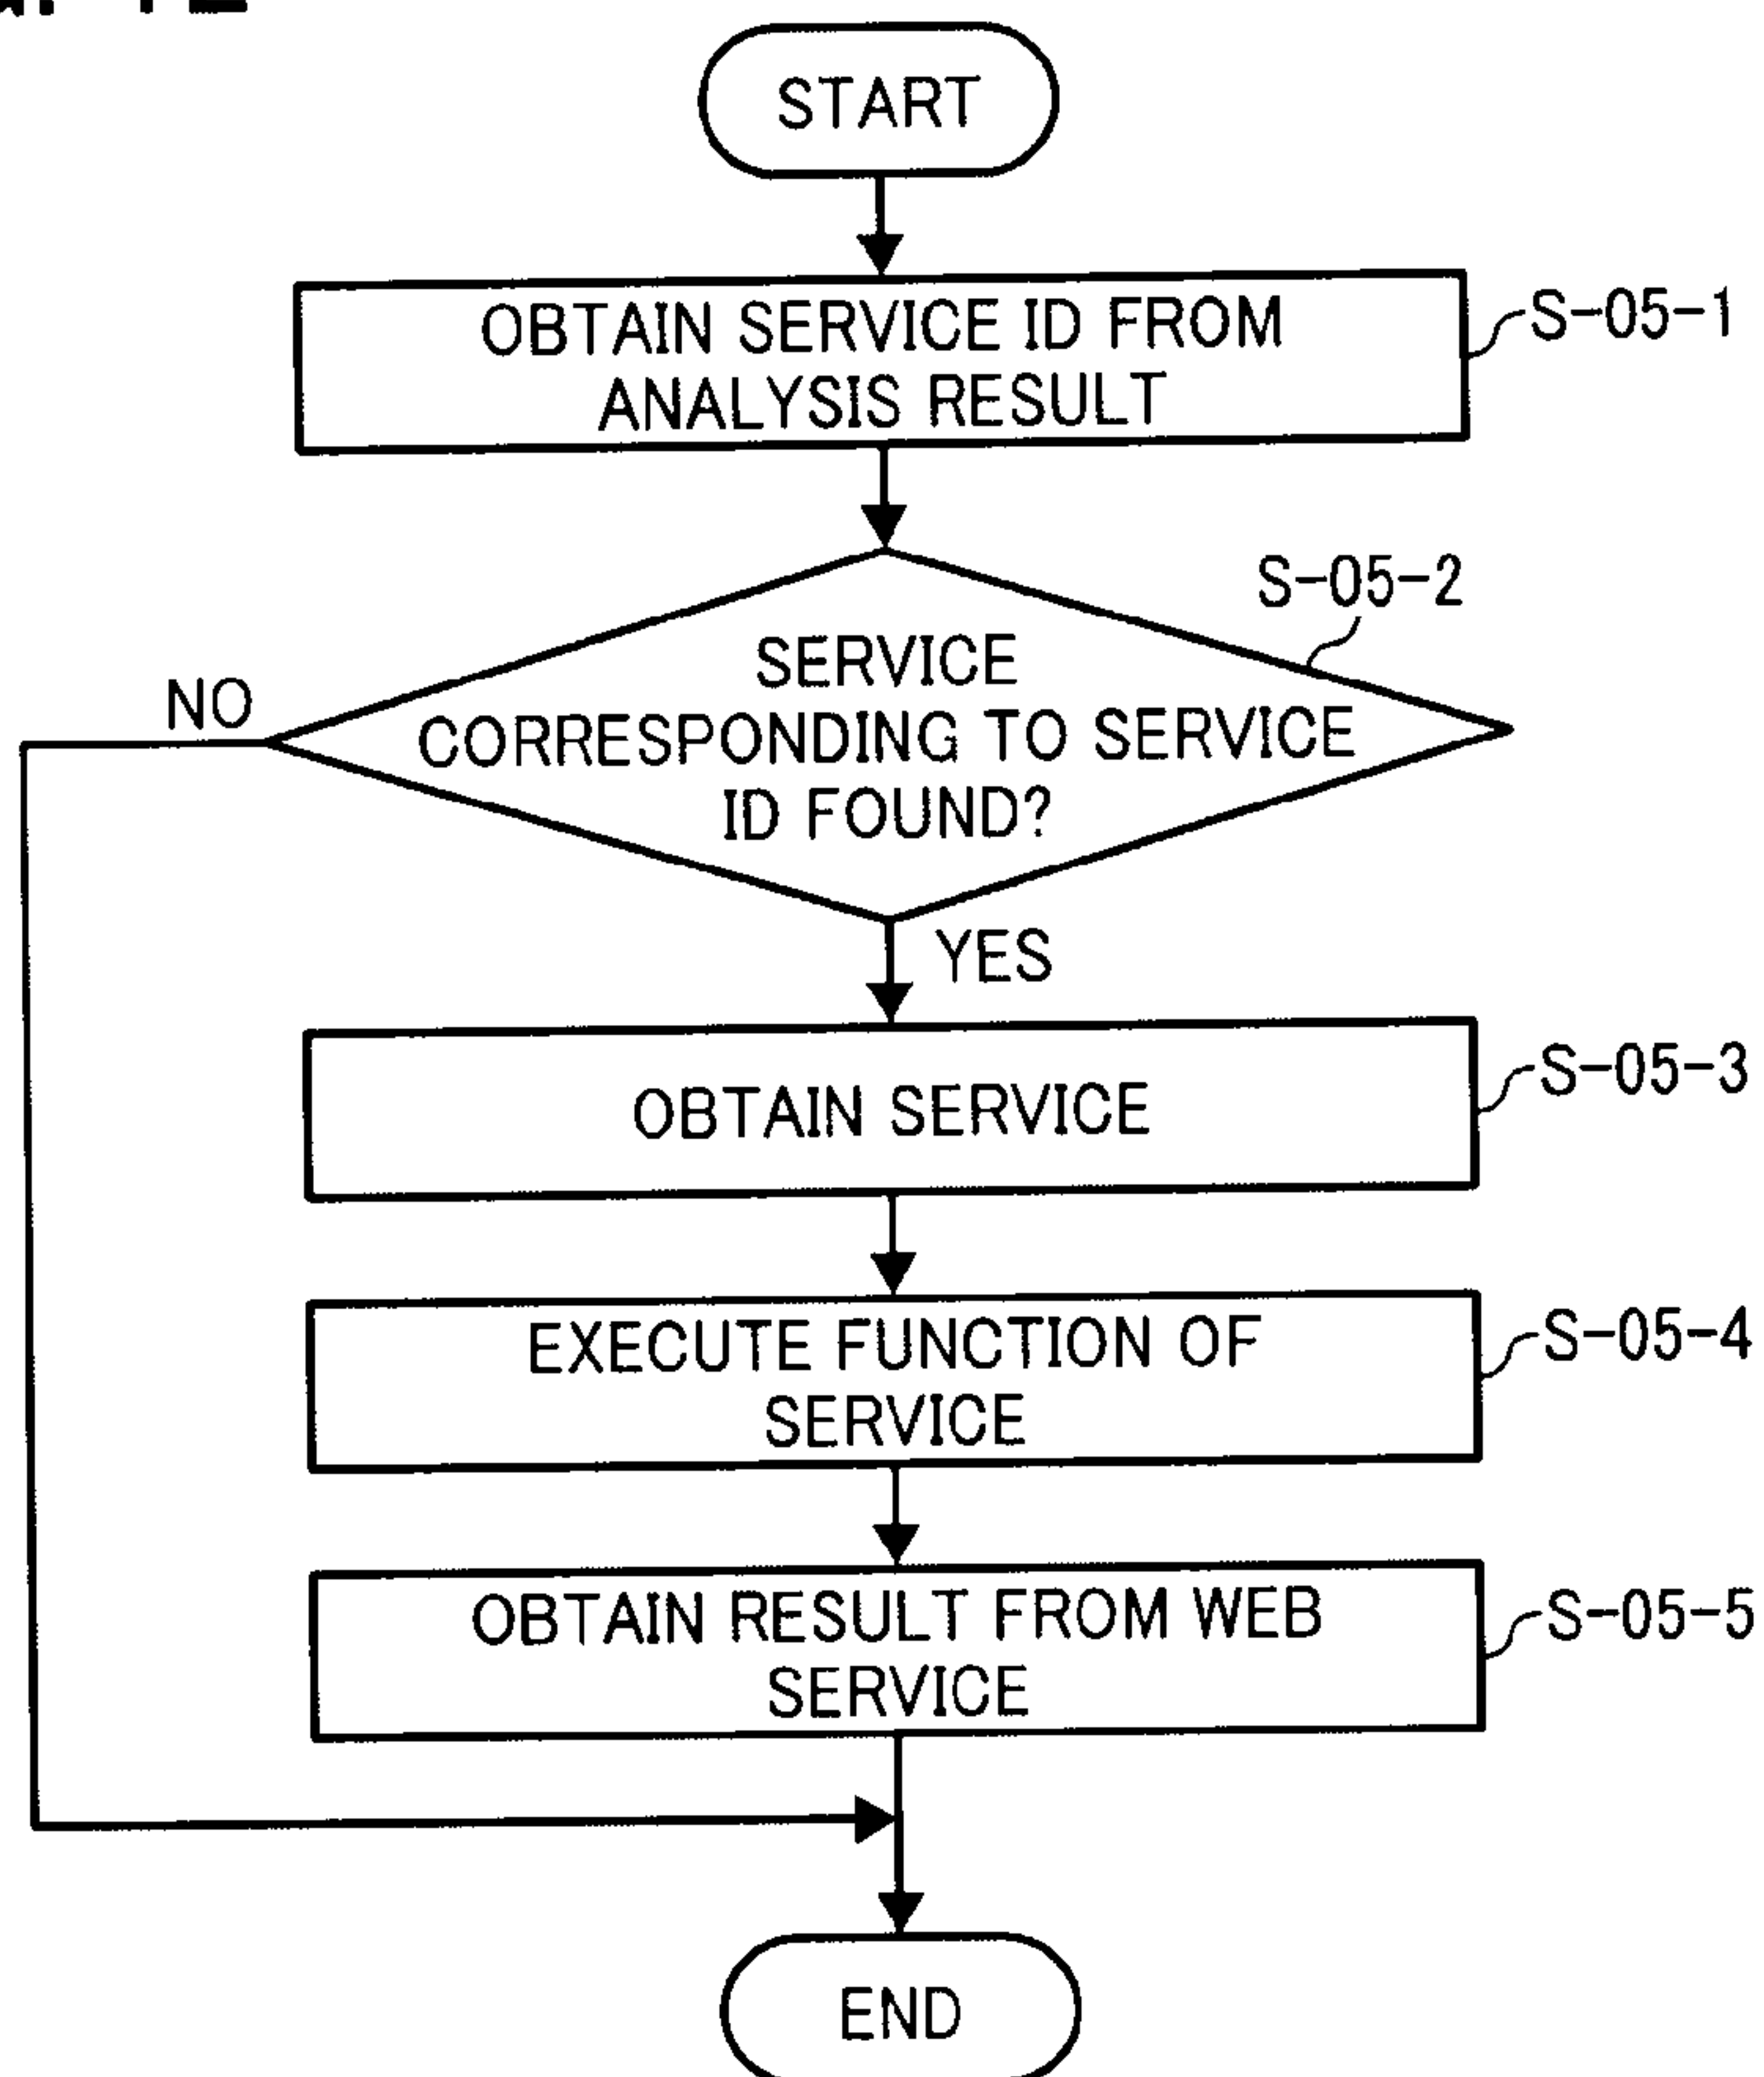 START
OBTAIN SERVICE ID FROM
ANALYSIS RESULT
S-05-1
S-05-2
SERVICE
CORRESPONDING TO SERVICE
ID FOUND?
NO
YES
OBTAIN SERVICE
S-05-3
EXECUTE FUNCTION OF
SERVICE
S-05-4
OBTAIN RESULT FROM WEB
SERVICE
S-05-5
END